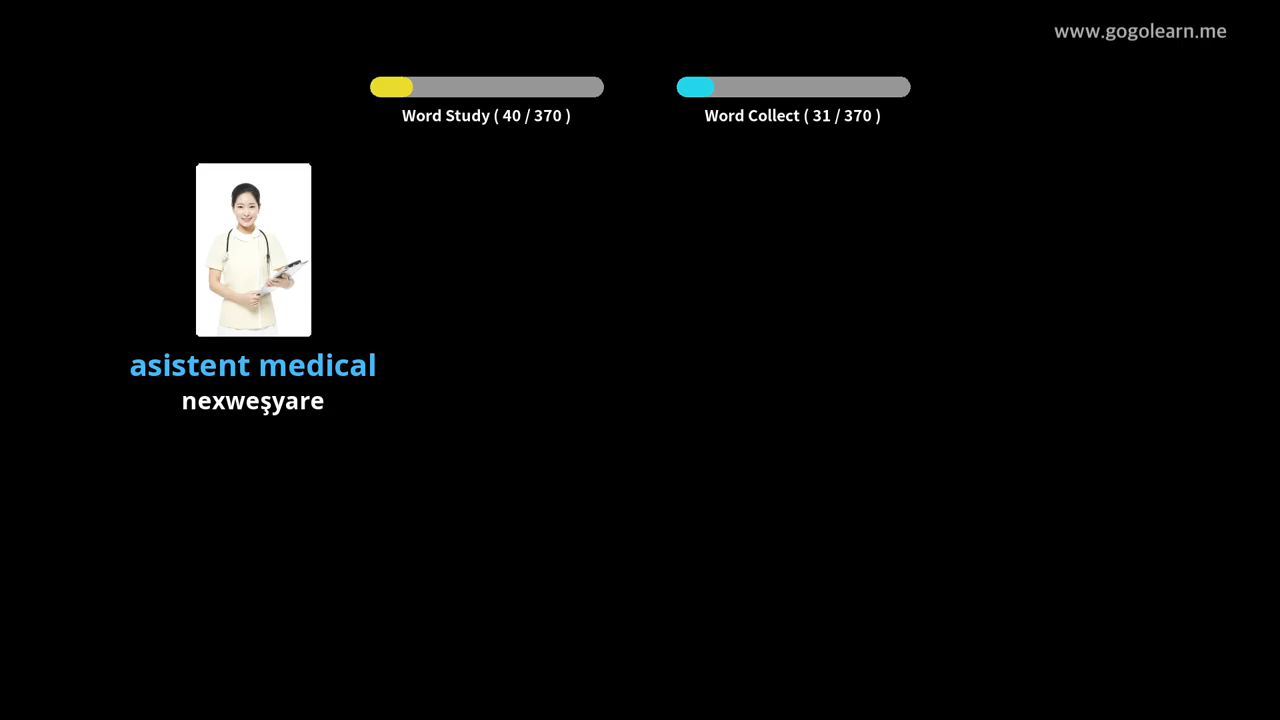 www.gogolearn.me
Word Study ( 40 / 370 )
Word Collect ( 31 / 370 )
asistent medical
nexweşyare